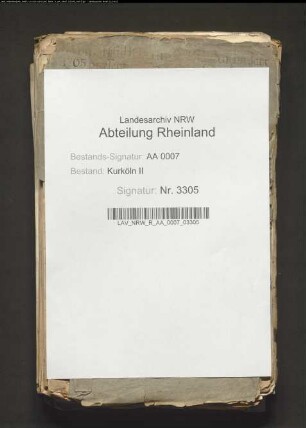 Landesarchiv NRW
Abteilung Rheinland
Bestands-Signatur: AA 0007
Bestand: Kurköln II
Signatur: Nr. 3305
LAV_NRW_R_AA_0007_03305